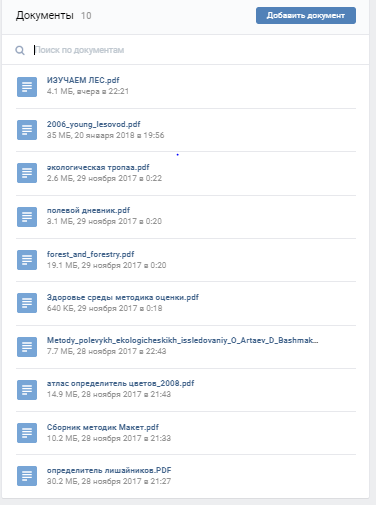 Документы 10
Добавить документ
Поиск по документам
ИЗУЧАЕМ ЛЕС.pdf
4.1 МБ, вчера в 22:21
2006_young_lesovod.pdf
35 МБ, 20 января 2018 в 19:56
экологическая тропаа.pdf
2.6 МБ, 29 ноября 2017 в 0:22
полевой дневник.pdf
3.1 МБ, 29 ноября 2017 в 0:20
forest_and_forestry.pdf
19.1 МБ, 29 ноября 2017 в 0:20
Здоровье среды методика оценки.pdf
640 КБ, 29 ноября 2017 в 0:18
Metody_polevykh_ekologicheskikh_issledovaniy_O_Artaev_D_Bashmak...
7.7 МБ, 28 ноября 2017 в 22:43
атлас определитель цветов_2008.pdf
14.9 МБ, 28 ноября 2017 в 21:43
Сборник методик Макет.pdf
10.2 МБ, 28 ноября 2017 в 21:33
определитель лишайников.PDF
30.2 МБ, 28 ноября 2017 в 21:27